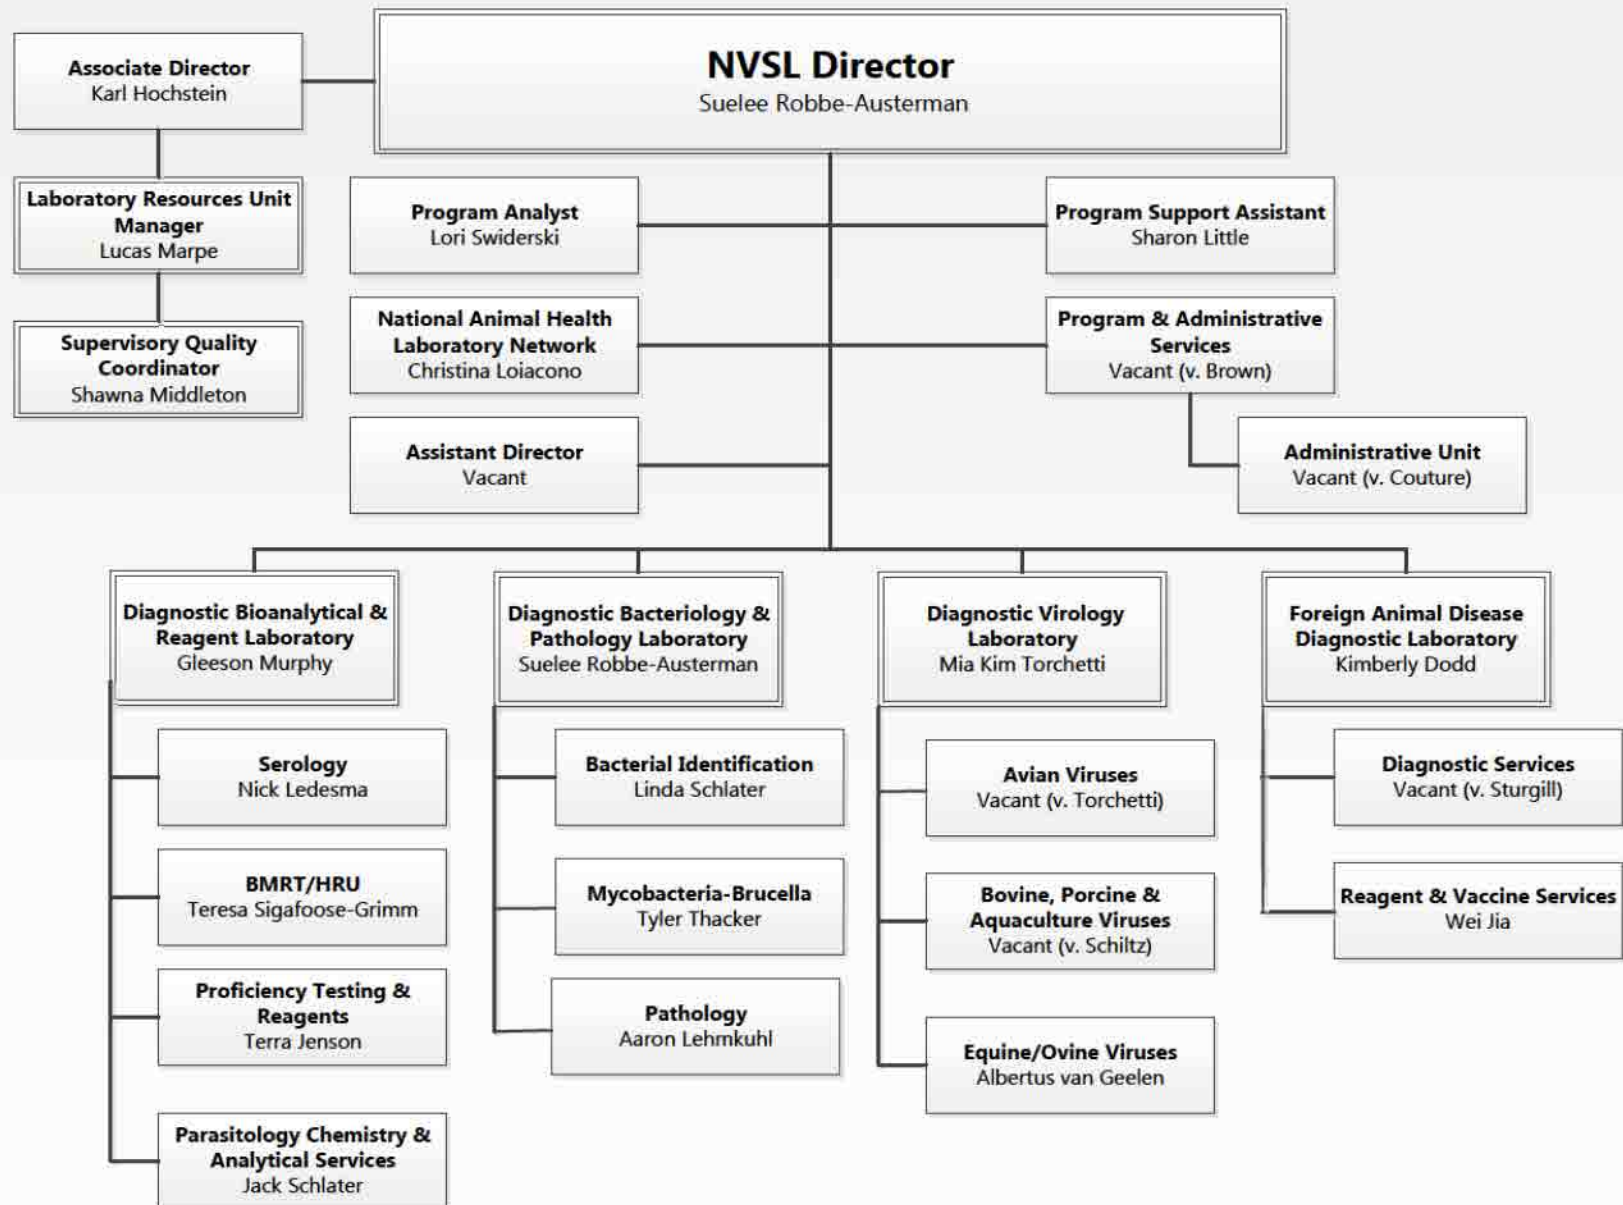 NVSL Director
Suelee Robbe-Austerman
Associate Director
Karl Hochstein
Laboratory Resources Unit
Manager
Lucas Marpe
Supervisory Quality
Coordinator
Shawna Middleton
Program Analyst
Lori Swiderski
Program Support Assistant
Sharon Little
National Animal Health
Laboratory Network
Christina Loiacono
Program & Administrative
Services
Vacant (v. Brown)
Assistant Director
Vacant
Administrative Unit
Vacant (v. Couture)
Diagnostic Bioanalytical &
Reagent Laboratory
Gleeson Murphy
Serology
Nick Ledesma
BMRT/HRU
Teresa Sigafoose-Grimm
Proficiency Testing &
Reagents
Terra Jenson
Parasitology Chemistry &
Analytical Services
Jack Schlater
Diagnostic Bacteriology &
Pathology Laboratory
Suelee Robbe-Austerman
Bacterial Identification
Linda Schlater
Mycobacteria-Brucella
Tyler Thacker
Pathology
Aaron Lehmkuhl
Diagnostic Virology
Laboratory
Mia Kim Torchetti
Avian Viruses
Vacant (v. Torchetti)
Bovine, Porcine &
Aquaculture Viruses
Vacant (v. Schiltz)
Equine/Ovine Viruses
Albertus van Geelen
Foreign Animal Disease
Diagnostic Laboratory
Kimberly Dodd
Diagnostic Services
Vacant (v. Sturgill)
Reagent & Vaccine Services
Wei Jia